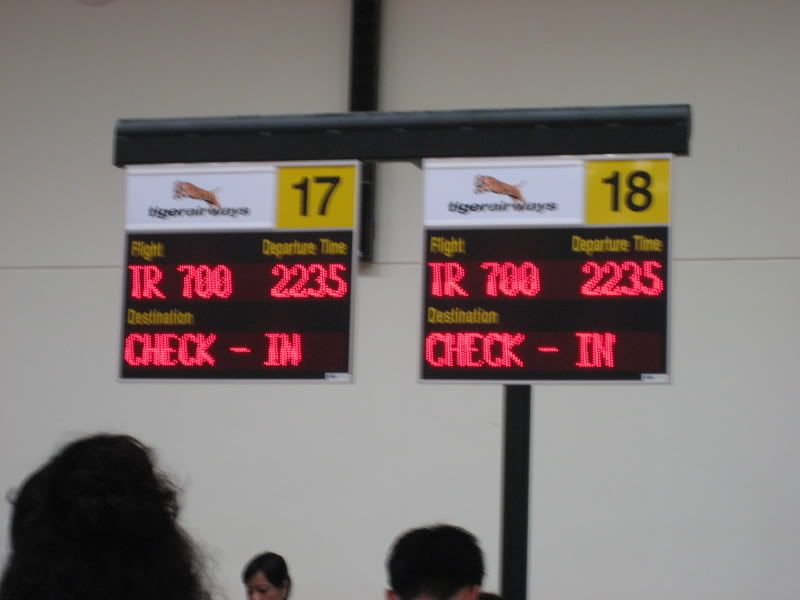 tigerairways 17
Flight Departure Time
TR 700 2235
Destination
CHECK - IN
tigerairways 18
Flight Departure Time
TR 700 2235
Destination
CHECK - IN